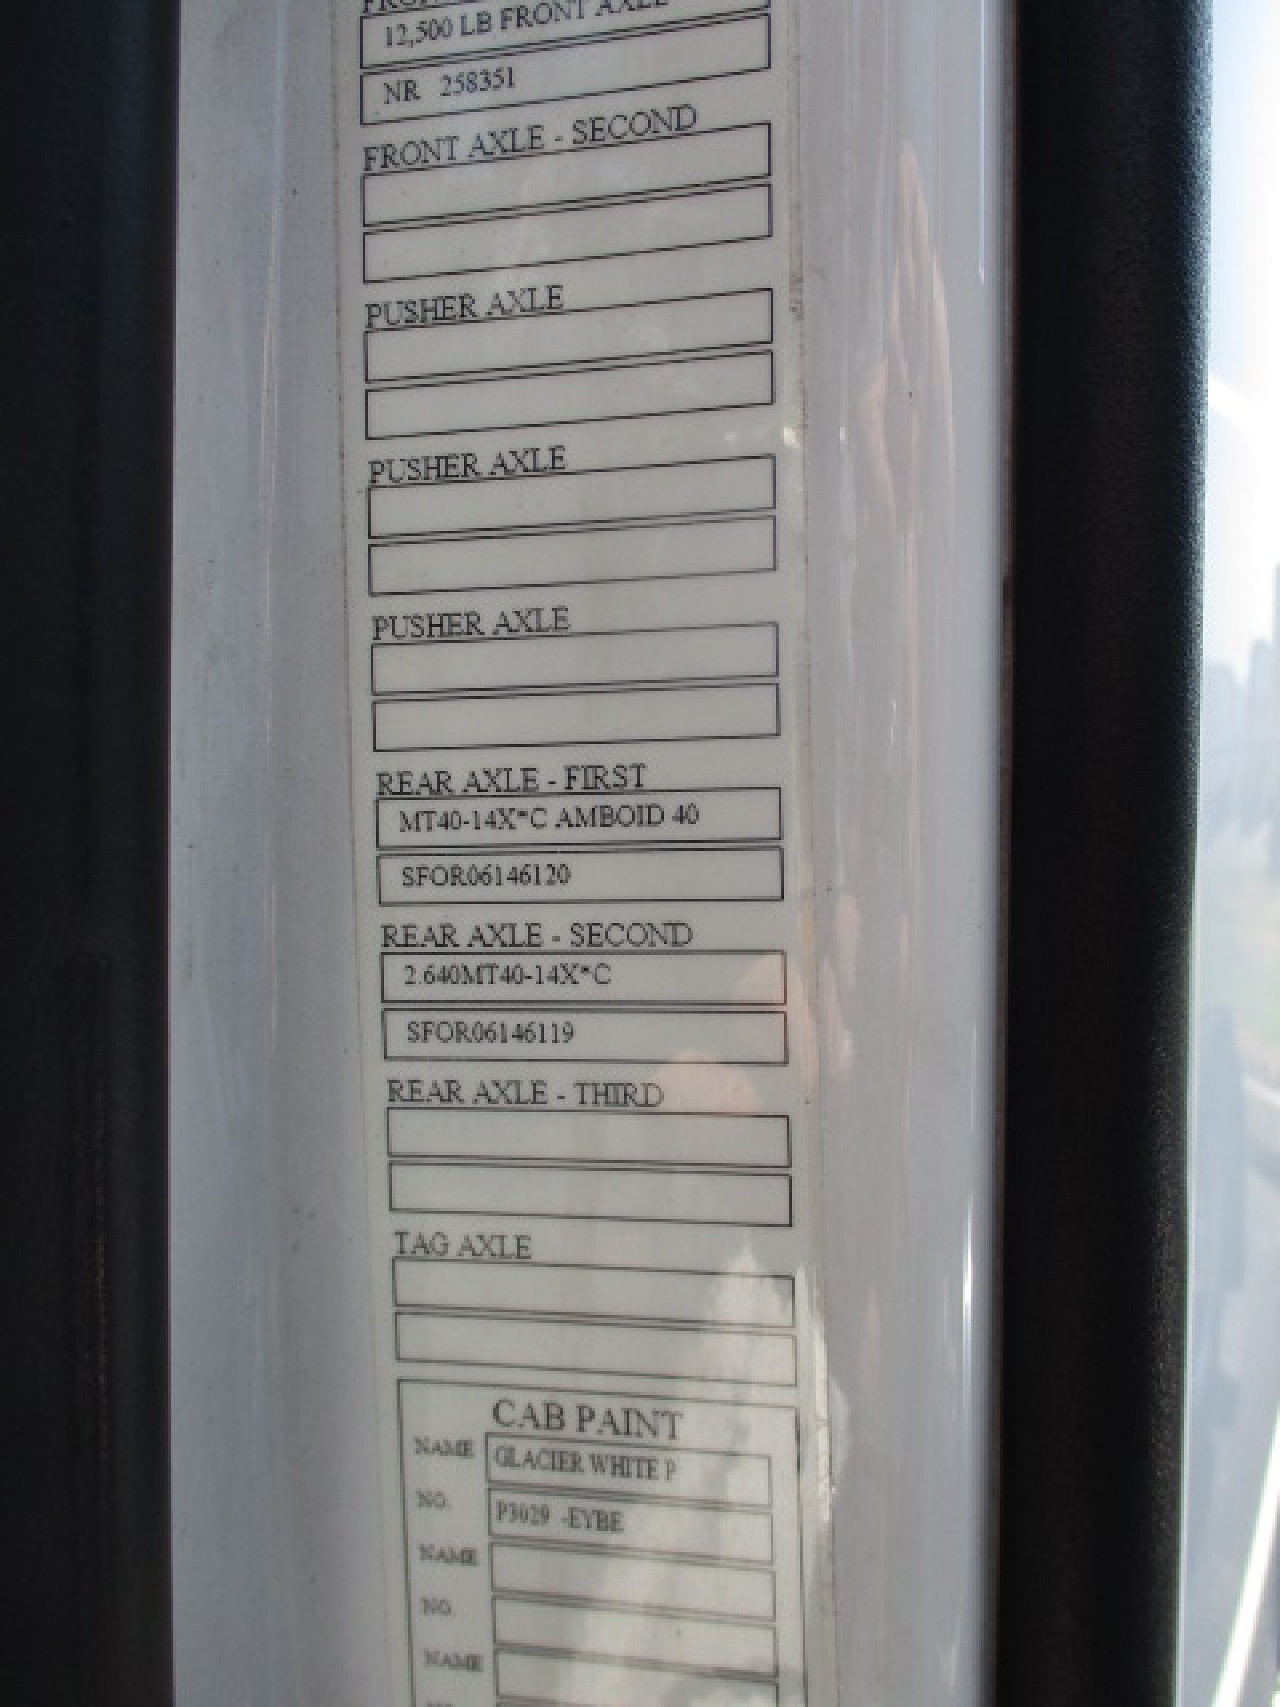 12,500 LB FRONT AXLE
NR 258351
FRONT AXLE - SECOND
PUSHER AXLE
PUSHER AXLE
PUSHER AXLE
REAR AXLE - FIRST
MT40-14X*C AMBOID 40
SFOR06146120
REAR AXLE - SECOND
2.640MT40-14X*C
SFOR06146119
REAR AXLE - THIRD
TAG AXLE
CAB PAINT
NAME GLACIER WHITE P
NO. P3029 -EYBE
NAME
NO.
NAME